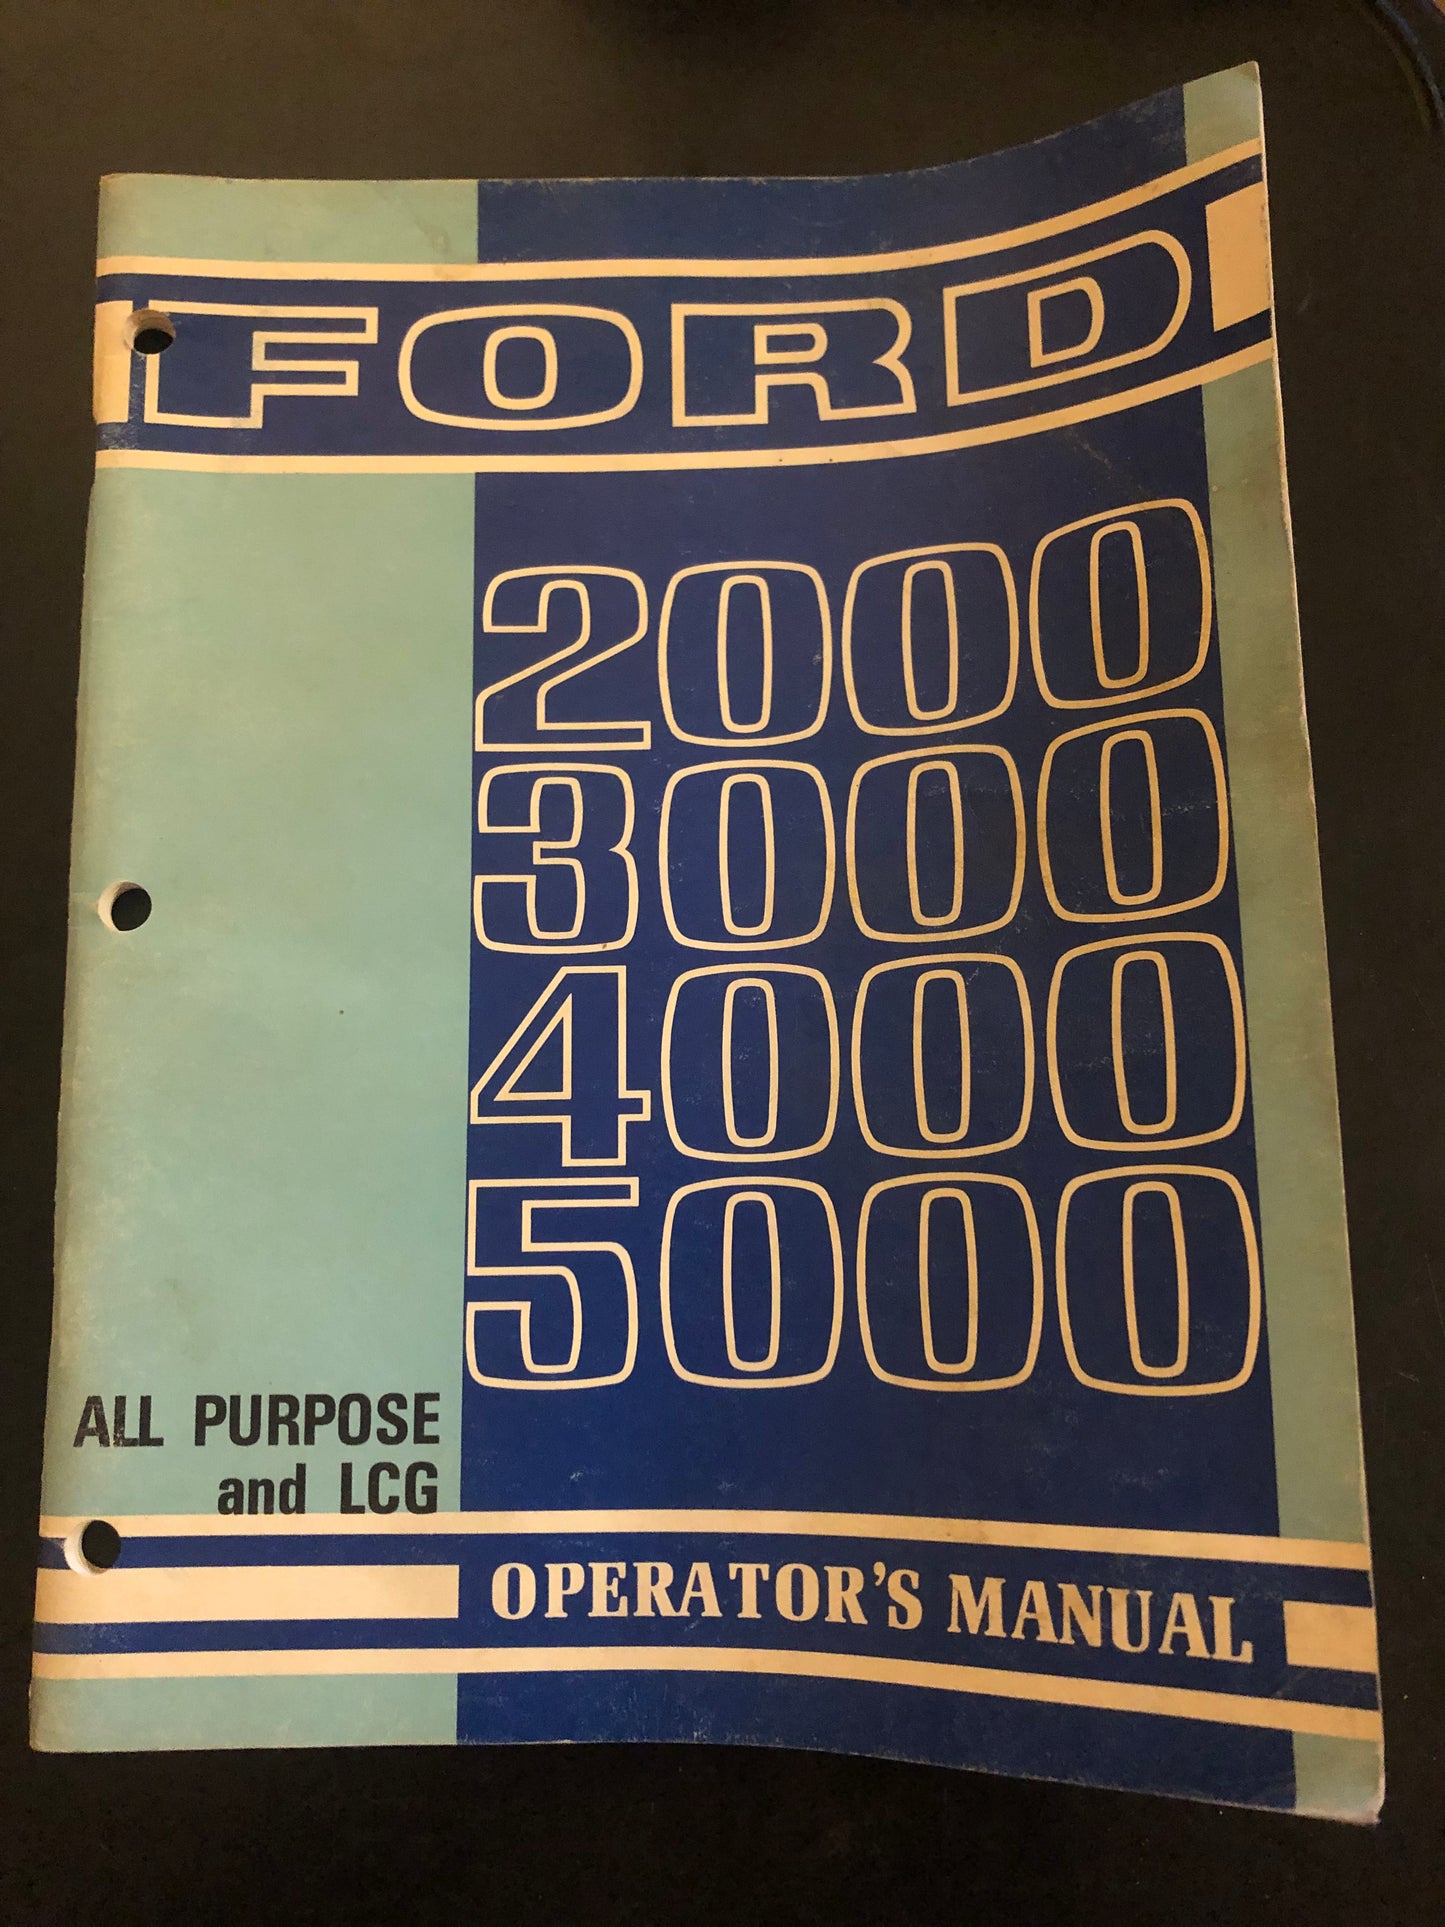 FORD
2000
3000
4000
5000
ALL PURPOSE
and LCG
OPERATOR'S MANUAL